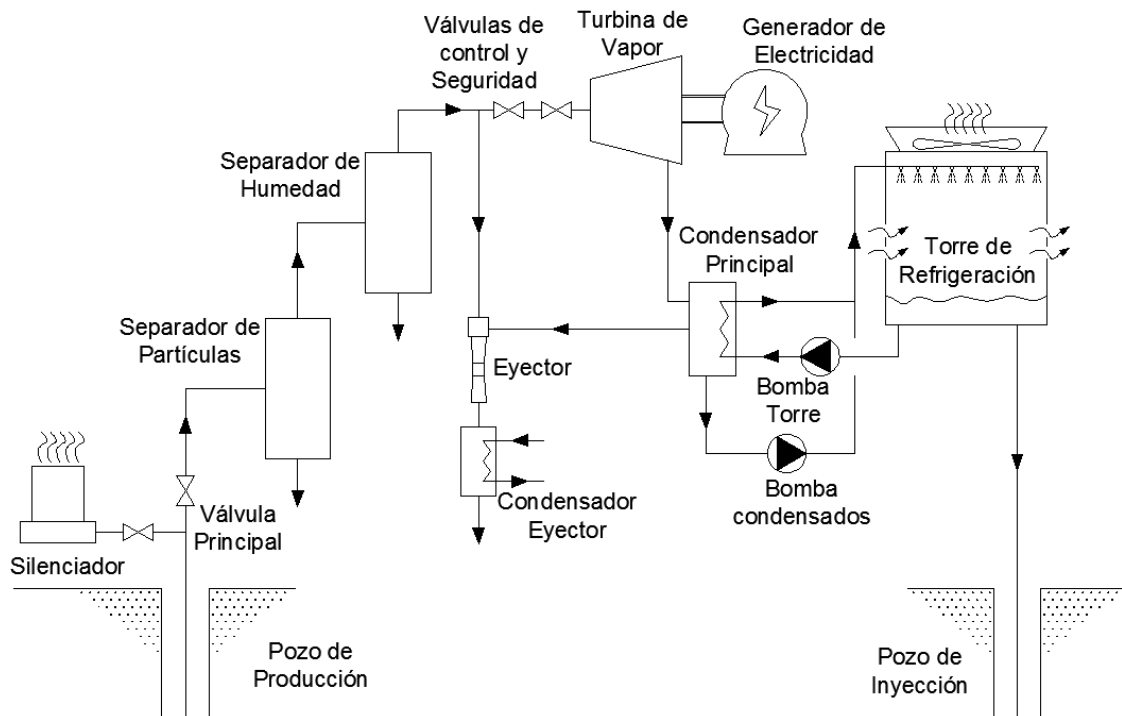 Válvulas de
control y
Seguridad
Turbina de
Vapor
Generador de
Electricidad
Separador de
Humedad
Condensador
Principal
Torre de
Refrigeración
Separador de
Partículas
Eyector
Bomba
Torre
Válvula
Principal
Condensador
Eyector
Bomba
condensados
Silenciador
Pozo de
Producción
Pozo de
Inyección